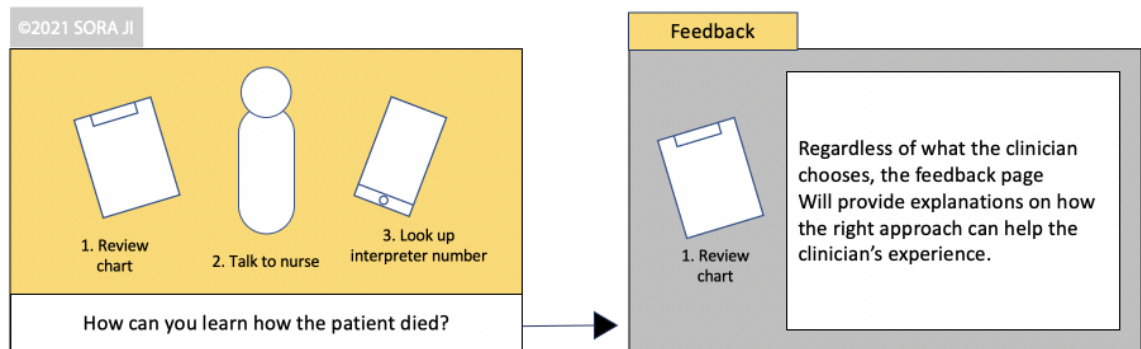 ©2021 SORA JI
1. Review
chart
2. Talk to nurse
3. Look up
interpreter number
How can you learn how the patient died?
Feedback
1. Review
chart
Regardless of what the clinician
chooses, the feedback page
Will provide explanations on how
the right approach can help the
clinician’s experience.